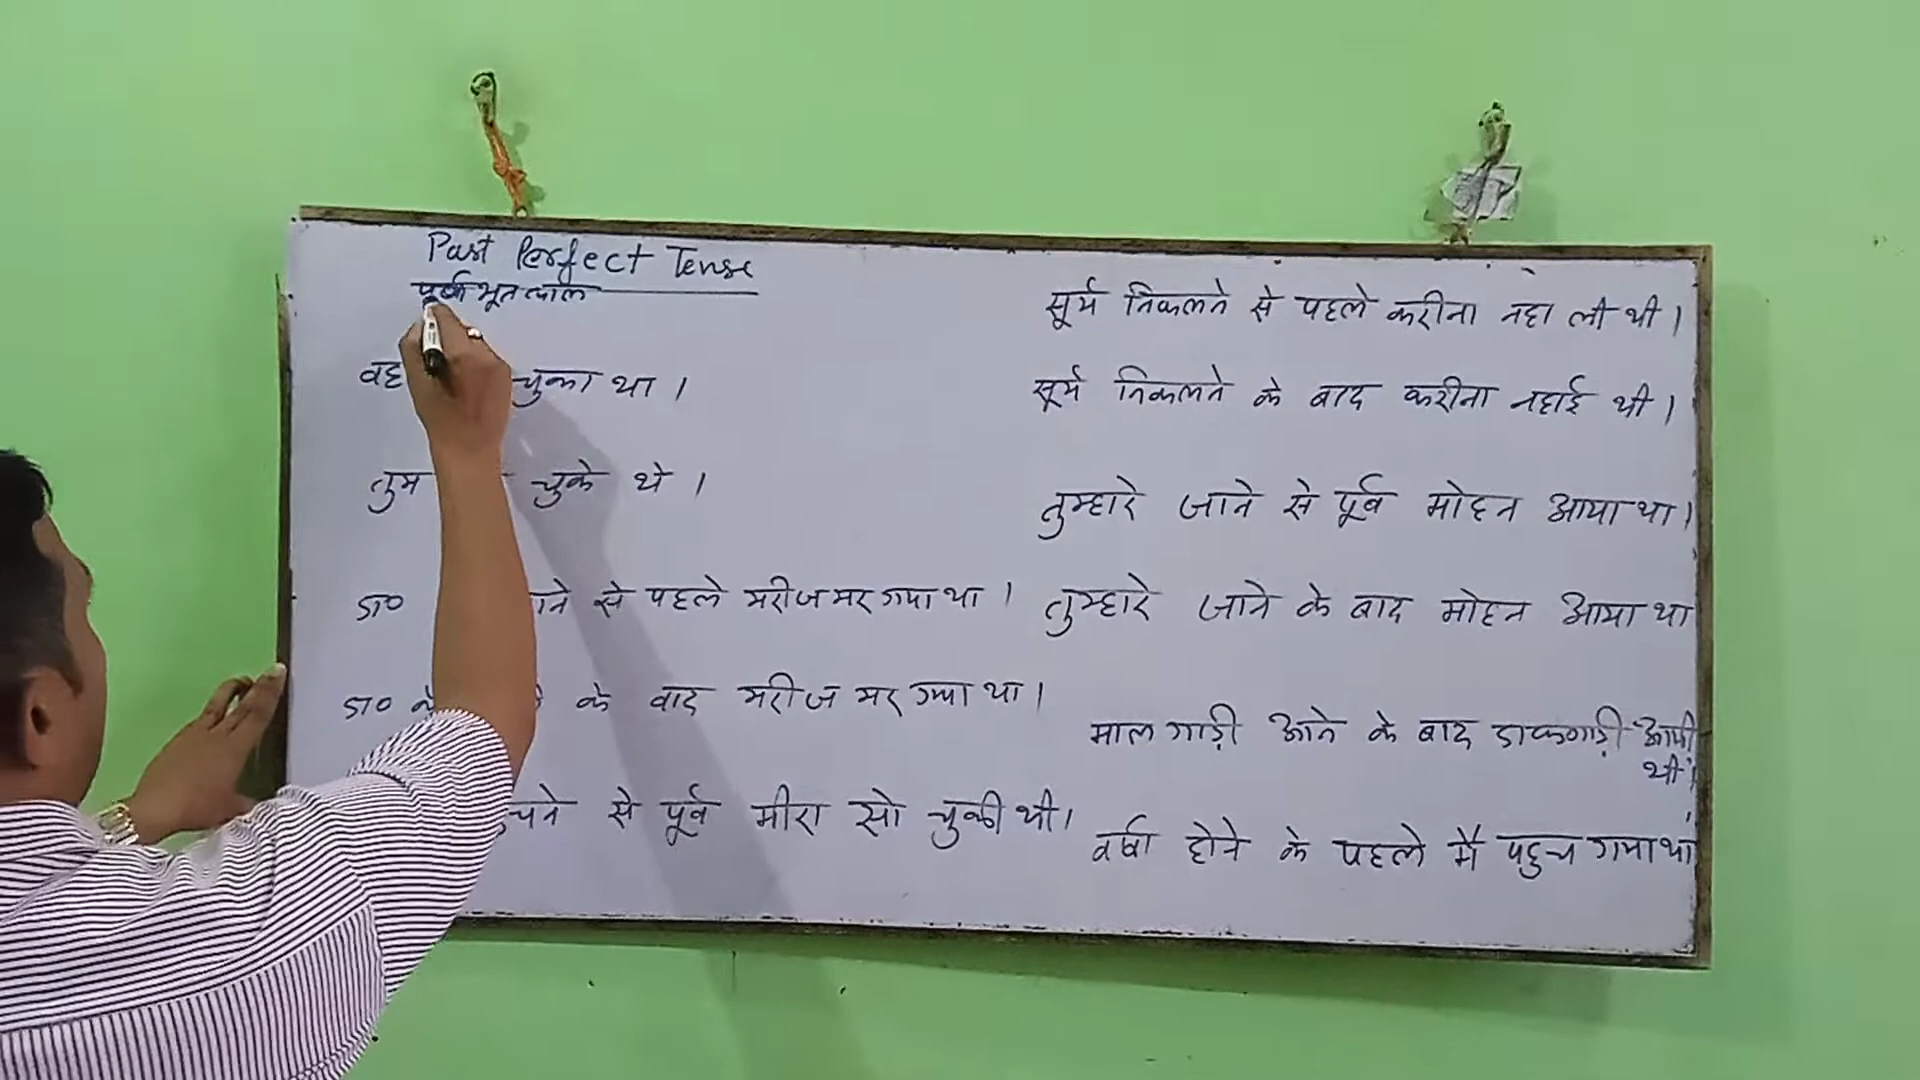 Past Perfect Tense
पूर्ण भूतकाल
वह चुका था ।
तुम चुके थे ।
डा० से पहले मरीज मर गया था ।
डा० के बाद मरीज मर गया था ।
से पूर्व मीरा सो चुकी थी ।
सूर्य निकलने से पहले करीना नहा ली थी ।
सूर्य निकलने के बाद करीना नहाई थी ।
तुम्हारे जाने से पूर्व मोहन आया था ।
तुम्हारे जाने के बाद मोहन आया था
माल गाड़ी आने के बाद डाकगाड़ी आयी
थी ।
वर्षा होने के पहले मैं पहुच गया था